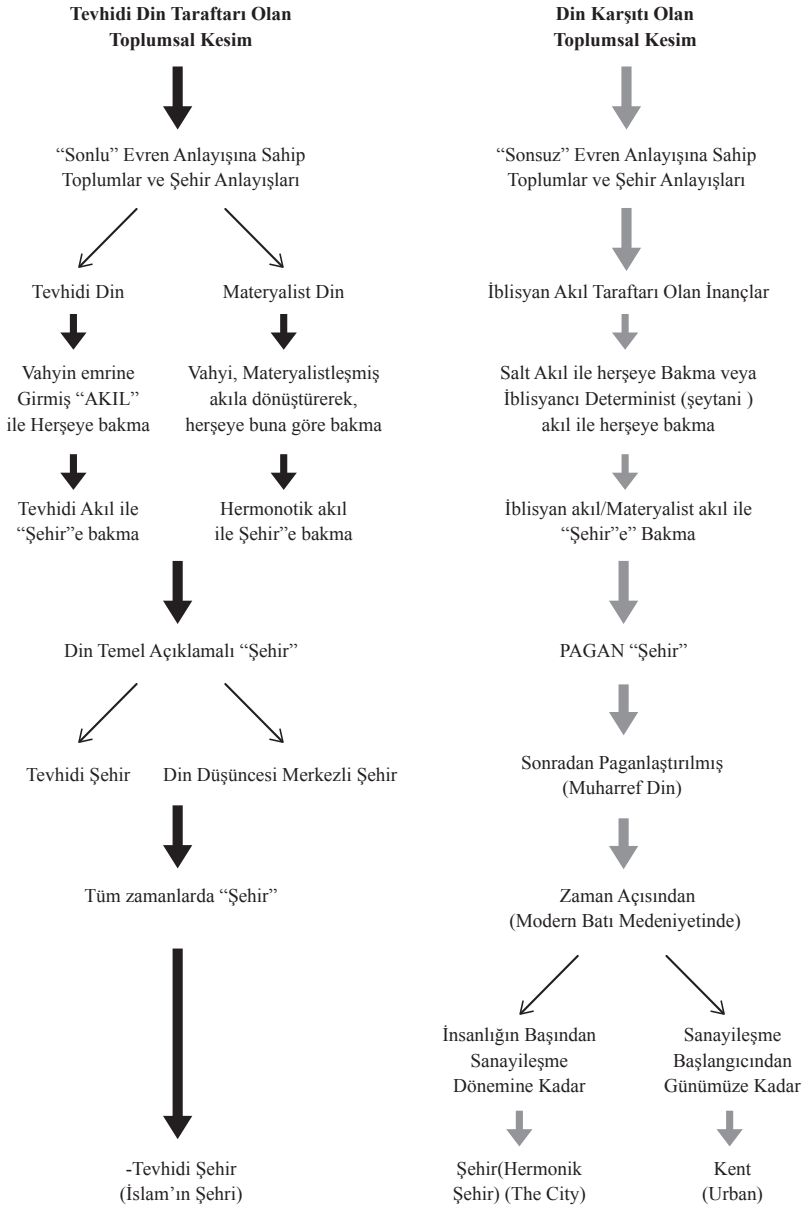 Tevhidi Din Taraftarı Olan
Toplumsal Kesim
“Sonlu” Evren Anlayışına Sahip
Toplumlar ve Şehir Anlayışları
Tevhidi Din
Materyalist Din
Vahyin emrine
Girmiş “AKIL”
ile Herşeye bakma
Vahyi, Materyalistleşmiş
akıla dönüştürerek,
herşeye buna göre bakma
Tevhidi Akıl ile
“Şehir”e bakma
Hermonotik akıl
ile Şehir”e bakma
Din Temel Açıklamalı “Şehir”
Tevhidi Şehir
Din Düşüncesi Merkezli Şehir
Tüm zamanlarda “Şehir”
-Tevhidi Şehir
(İslam’ın Şehri)
Din Karşıtı Olan
Toplumsal Kesim
“Sonsuz” Evren Anlayışına Sahip
Toplumlar ve Şehir Anlayışları
İblisyan Akıl Taraftarı Olan İnançlar
Salt Akıl ile herşeye Bakma veya
İblisyancı Determinist (şeytani )
akıl ile herşeye bakma
İblisyan akıl/Materyalist akıl ile
“Şehir”e” Bakma
PAGAN “Şehir”
Sonradan Paganlaştırılmış
(Muharref Din)
Zaman Açısından
(Modern Batı Medeniyetinde)
İnsanlığın Başından
Sanayileşme
Dönemine Kadar
Sanayileşme
Başlangıcından
Günümüze Kadar
Şehir(Hermonik
Şehir) (The City)
Kent
(Urban)